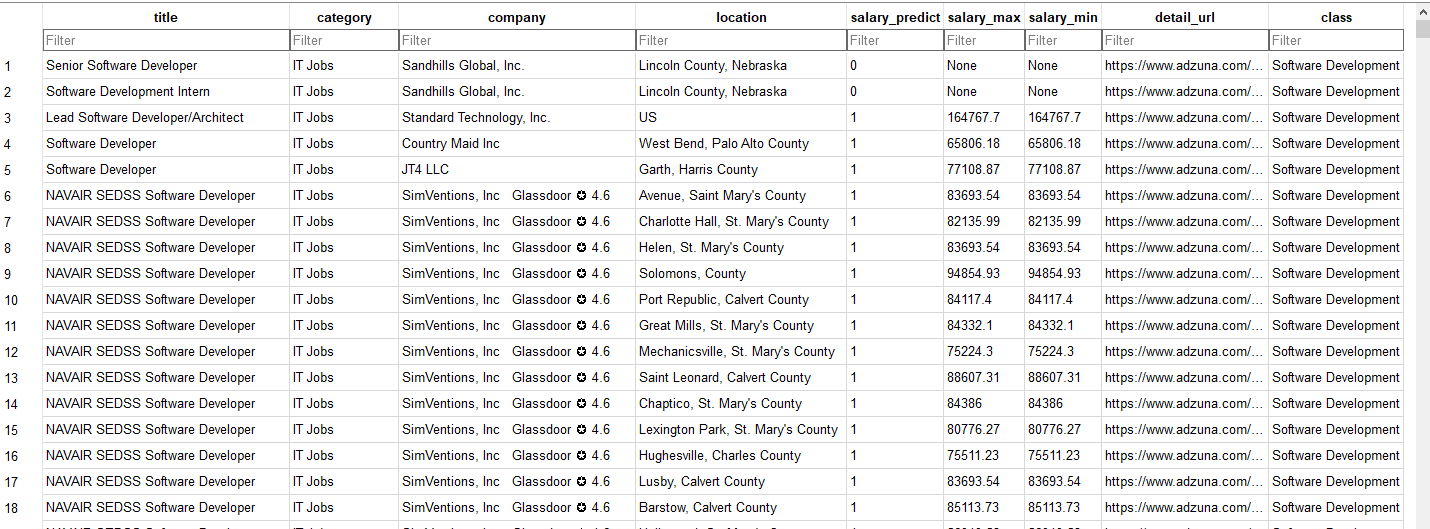 title category company location salary_predict salary_max salary_min detail_url class
Filter Filter Filter Filter Filter Filter Filter Filter Filter
1 Senior Software Developer IT Jobs Sandhills Global, Inc. Lincoln County, Nebraska 0 None None https://www.adzuna.com/... Software Development
2 Software Development Intern IT Jobs Sandhills Global, Inc. Lincoln County, Nebraska 0 None None https://www.adzuna.com/... Software Development
3 Lead Software Developer/Architect IT Jobs Standard Technology, Inc. US 1 164767.7 164767.7 https://www.adzuna.com/... Software Development
4 Software Developer IT Jobs Country Maid Inc West Bend, Palo Alto County 1 65806.18 65806.18 https://www.adzuna.com/... Software Development
5 Software Developer IT Jobs JT4 LLC Garth, Harris County 1 77108.87 77108.87 https://www.adzuna.com/... Software Development
6 NAVAIR SEDSS Software Developer IT Jobs SimVentions, Inc Glassdoor ✪ 4.6 Avenue, Saint Mary's County 1 83693.54 83693.54 https://www.adzuna.com/... Software Development
7 NAVAIR SEDSS Software Developer IT Jobs SimVentions, Inc Glassdoor ✪ 4.6 Charlotte Hall, St. Mary's County 1 82135.99 82135.99 https://www.adzuna.com/... Software Development
8 NAVAIR SEDSS Software Developer IT Jobs SimVentions, Inc Glassdoor ✪ 4.6 Helen, St. Mary's County 1 83693.54 83693.54 https://www.adzuna.com/... Software Development
9 NAVAIR SEDSS Software Developer IT Jobs SimVentions, Inc Glassdoor ✪ 4.6 Solomons, County 1 94854.93 94854.93 https://www.adzuna.com/... Software Development
10 NAVAIR SEDSS Software Developer IT Jobs SimVentions, Inc Glassdoor ✪ 4.6 Port Republic, Calvert County 1 84117.4 84117.4 https://www.adzuna.com/... Software Development
11 NAVAIR SEDSS Software Developer IT Jobs SimVentions, Inc Glassdoor ✪ 4.6 Great Mills, St. Mary's County 1 84332.1 84332.1 https://www.adzuna.com/... Software Development
12 NAVAIR SEDSS Software Developer IT Jobs SimVentions, Inc Glassdoor ✪ 4.6 Mechanicsville, St. Mary's County 1 75224.3 75224.3 https://www.adzuna.com/... Software Development
13 NAVAIR SEDSS Software Developer IT Jobs SimVentions, Inc Glassdoor ✪ 4.6 Saint Leonard, Calvert County 1 88607.31 88607.31 https://www.adzuna.com/... Software Development
14 NAVAIR SEDSS Software Developer IT Jobs SimVentions, Inc Glassdoor ✪ 4.6 Chaptico, St. Mary's County 1 84386 84386 https://www.adzuna.com/... Software Development
15 NAVAIR SEDSS Software Developer IT Jobs SimVentions, Inc Glassdoor ✪ 4.6 Lexington Park, St. Mary's County 1 80776.27 80776.27 https://www.adzuna.com/... Software Development
16 NAVAIR SEDSS Software Developer IT Jobs SimVentions, Inc Glassdoor ✪ 4.6 Hughesville, Charles County 1 75511.23 75511.23 https://www.adzuna.com/... Software Development
17 NAVAIR SEDSS Software Developer IT Jobs SimVentions, Inc Glassdoor ✪ 4.6 Lusby, Calvert County 1 83693.54 83693.54 https://www.adzuna.com/... Software Development
18 NAVAIR SEDSS Software Developer IT Jobs SimVentions, Inc Glassdoor ✪ 4.6 Barstow, Calvert County 1 85113.73 85113.73 https://www.adzuna.com/... Software Development